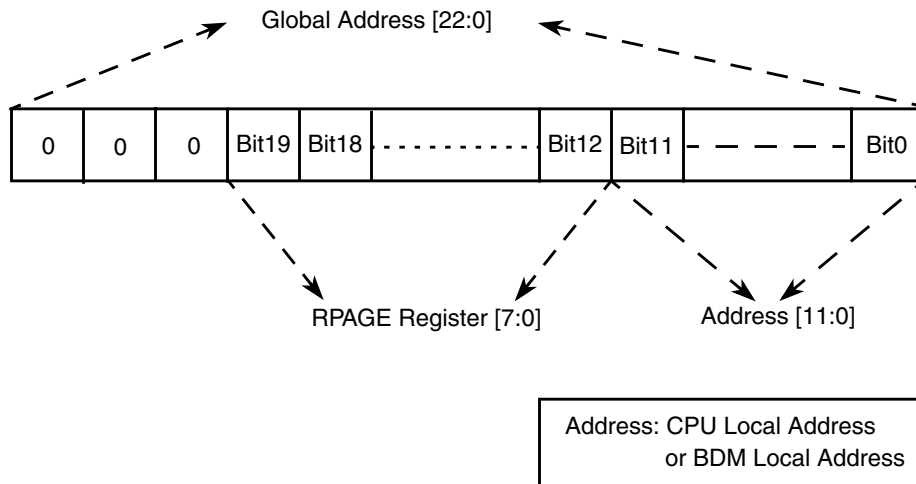 Global Address [22:0]
0 0 0 Bit19 Bit18 Bit12 Bit11 Bit0
RPAGE Register [7:0] Address [11:0]
Address: CPU Local Address
or BDM Local Address